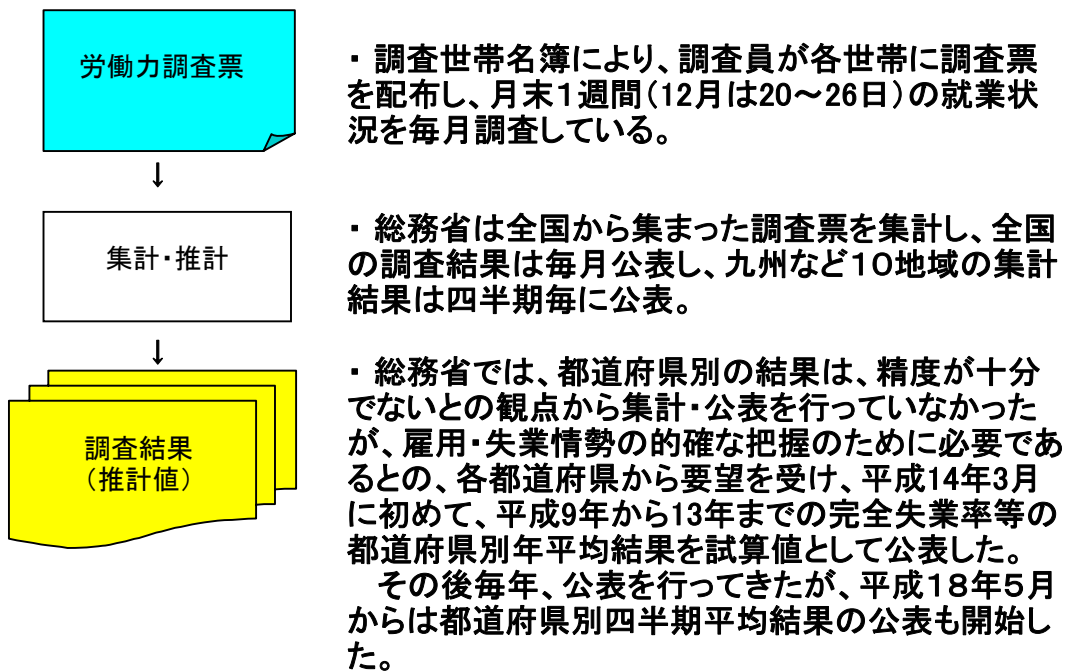 労働力調査票
・ 調査世帯名簿により、調査員が各世帯に調査票
を配布し、月末１週間(12月は20～26日)の就業状
況を毎月調査している。
↓
集計・推計
・ 総務省は全国から集まった調査票を集計し、全国
の調査結果は毎月公表し、九州など１０地域の集計
結果は四半期毎に公表。
↓
調査結果
（推計値）
・ 総務省では、都道府県別の結果は、精度が十分
でないとの観点から集計・公表を行っていなかった
が、雇用・失業情勢の的確な把握のために必要であ
るとの、各都道府県から要望を受け、平成14年3月
に初めて、平成9年から13年までの完全失業率等の
都道府県別年平均結果を試算値として公表した。
その後毎年、公表を行ってきたが、平成１８年５月
からは都道府県別四半期平均結果の公表も開始し
た。